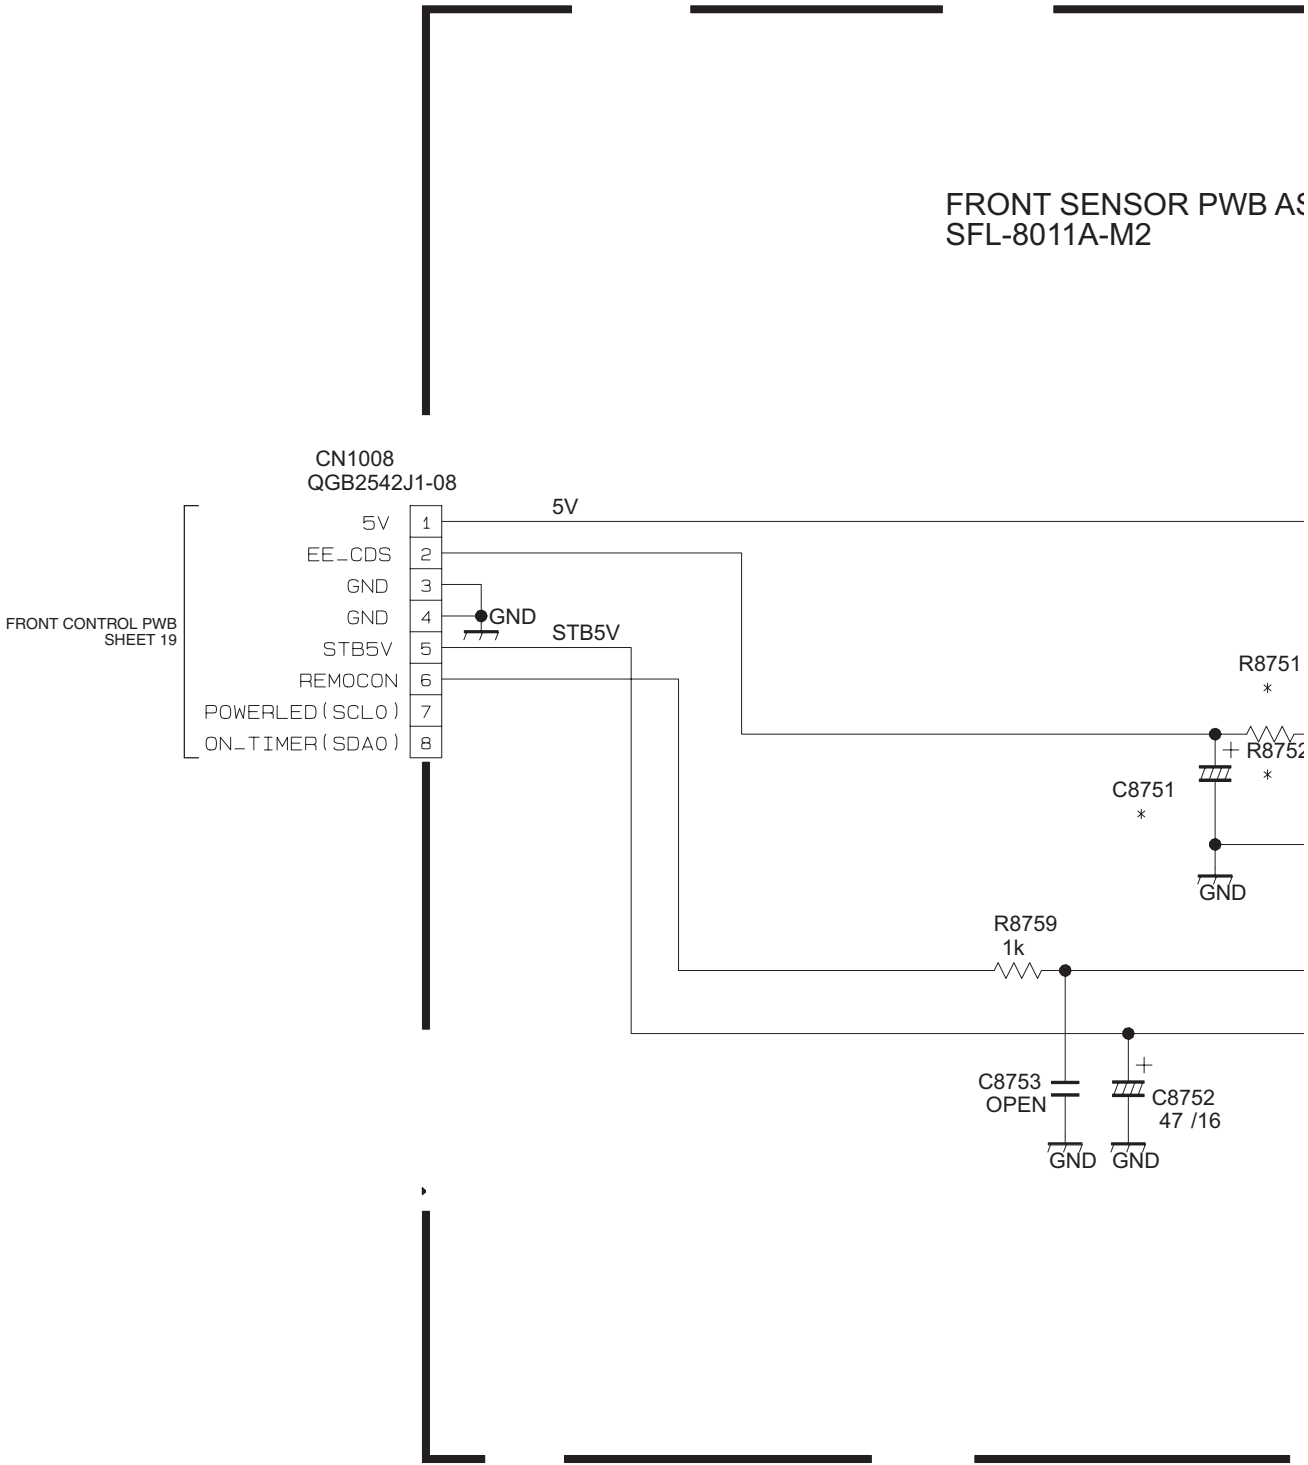 FRONT SENSOR PWB AS
SFL-8011A-M2
CN1008
QGB2542J1-08
5V 1 5V
EE_CDS 2
GND 3
GND 4 GND
STB5V 5 STB5V
REMOCON 6
POWERLED(SCL0) 7
ON_TIMER(SDA0) 8
FRONT CONTROL PWB
SHEET 19
R8751
*
+ R8752
*
C8751
*
GND
R8759
1k
C8753
OPEN
+
C8752
47 /16
GND GND